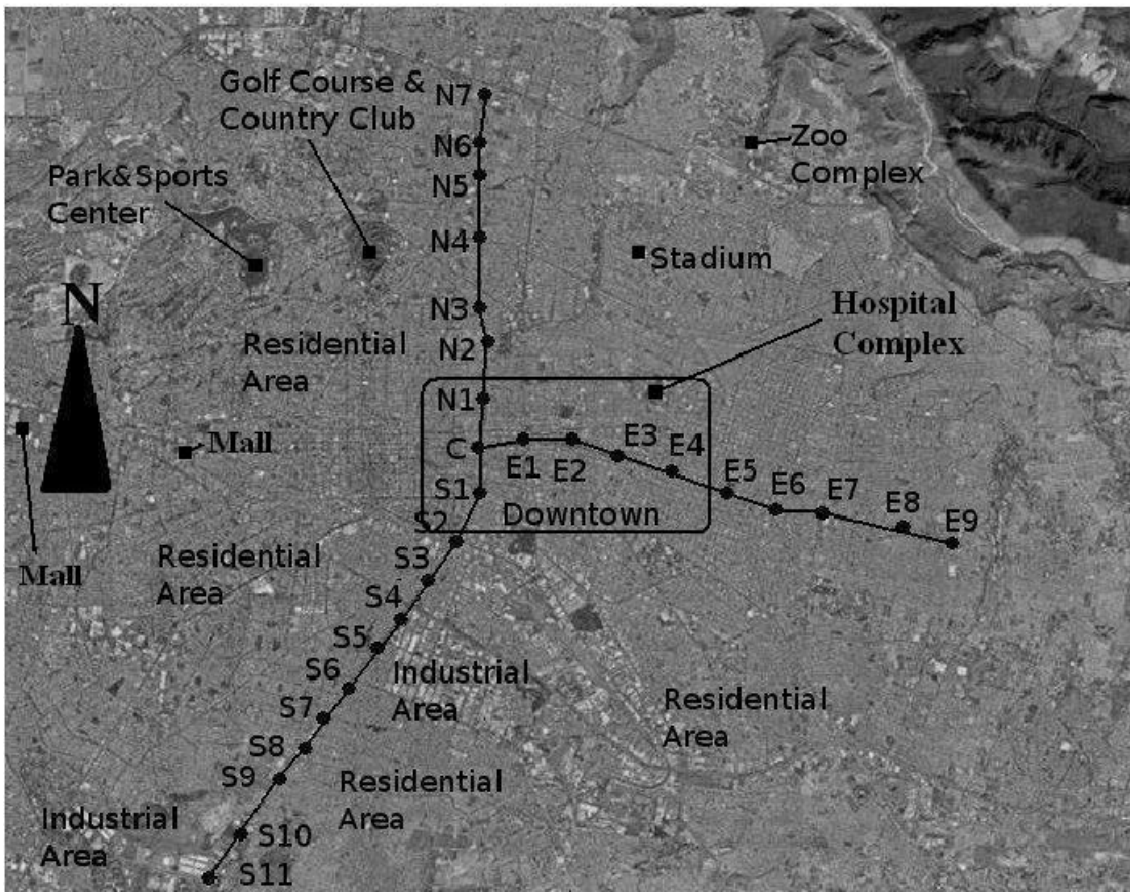 Golf Course &
Country Club
N7
N6
Zoo
Complex
Park&Sports
Center
N5
N4
Stadium
N
N3
Hospital
Complex
Residential
Area
N2
N1
Mall
C
E1
E2
E3
E4
E5
E6
E7
E8
E9
S1
Downtown
S2
Mall
Residential
Area
S3
S4
S5
Industrial
Area
S6
Residential
Area
S7
S8
S9
Residential
Area
Industrial
Area
S10
S11